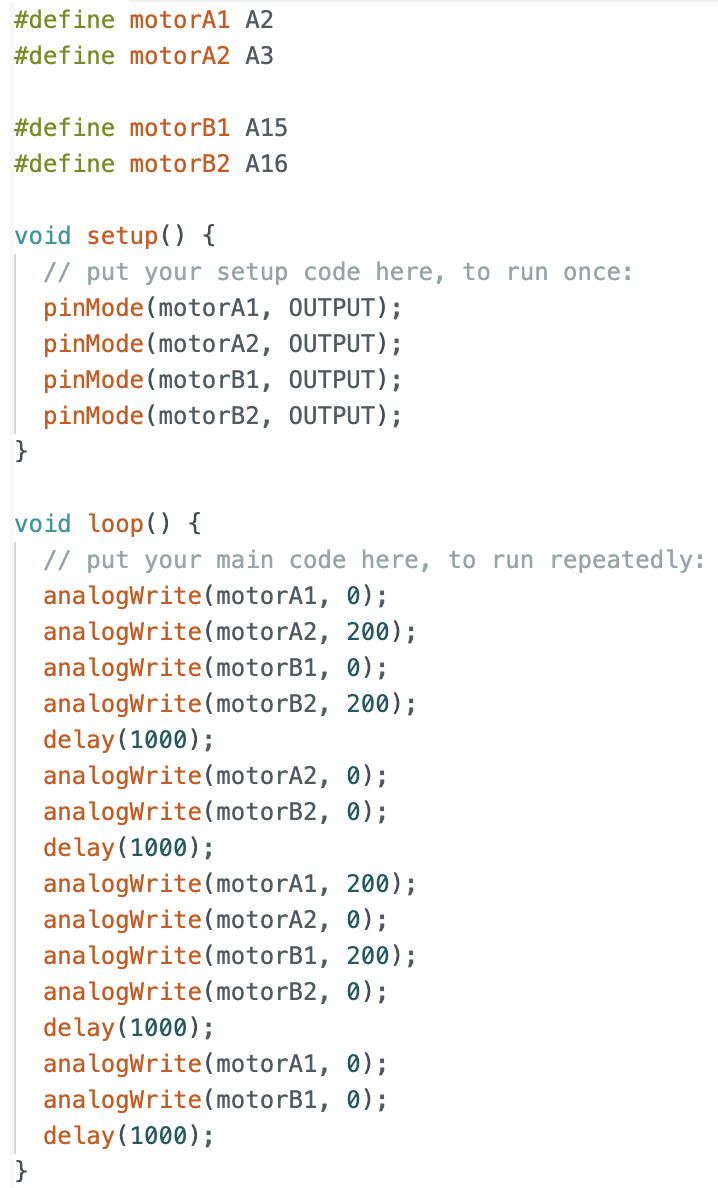 #define motorA1 A2
#define motorA2 A3

#define motorB1 A15
#define motorB2 A16

void setup() {
  // put your setup code here, to run once:
  pinMode(motorA1, OUTPUT);
  pinMode(motorA2, OUTPUT);
  pinMode(motorB1, OUTPUT);
  pinMode(motorB2, OUTPUT);
}

void loop() {
  // put your main code here, to run repeatedly:
  analogWrite(motorA1, 0);
  analogWrite(motorA2, 200);
  analogWrite(motorB1, 0);
  analogWrite(motorB2, 200);
  delay(1000);
  analogWrite(motorA2, 0);
  analogWrite(motorB2, 0);
  delay(1000);
  analogWrite(motorA1, 200);
  analogWrite(motorA2, 0);
  analogWrite(motorB1, 200);
  analogWrite(motorB2, 0);
  delay(1000);
  analogWrite(motorA1, 0);
  analogWrite(motorB1, 0);
  delay(1000);
}